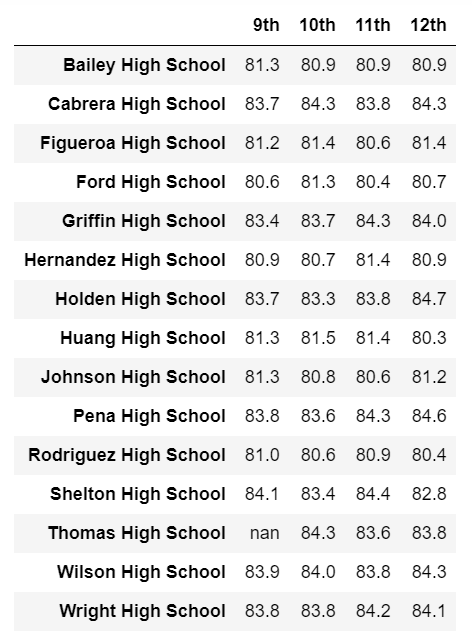 9th 10th 11th 12th
Bailey High School 81.3 80.9 80.9 80.9
Cabrera High School 83.7 84.3 83.8 84.3
Figueroa High School 81.2 81.4 80.6 81.4
Ford High School 80.6 81.3 80.4 80.7
Griffin High School 83.4 83.7 84.3 84.0
Hernandez High School 80.9 80.7 81.4 80.9
Holden High School 83.7 83.3 83.8 84.7
Huang High School 81.3 81.5 81.4 80.3
Johnson High School 81.3 80.8 80.6 81.2
Pena High School 83.8 83.6 84.3 84.6
Rodriguez High School 81.0 80.6 80.9 80.4
Shelton High School 84.1 83.4 84.4 82.8
Thomas High School nan 84.3 83.6 83.8
Wilson High School 83.9 84.0 83.8 84.3
Wright High School 83.8 83.8 84.2 84.1